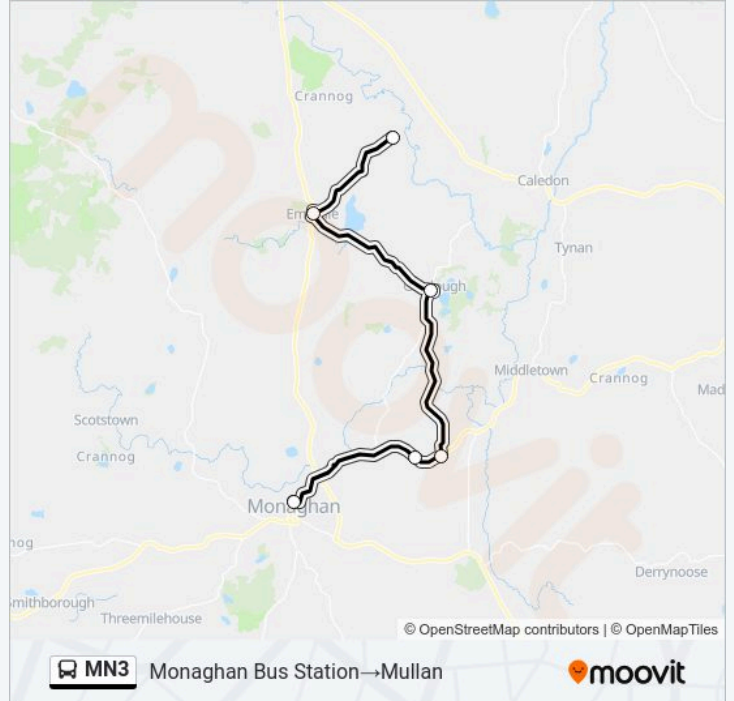 Crannog
Caledon
Tynan
Middletown
Crannog
Scotstown
Crannog
Monaghan
Derrynoose
Threemilehouse
© OpenStreetMap contributors | © OpenMapTiles
MN3 Monaghan Bus Station→Mullan
moovit